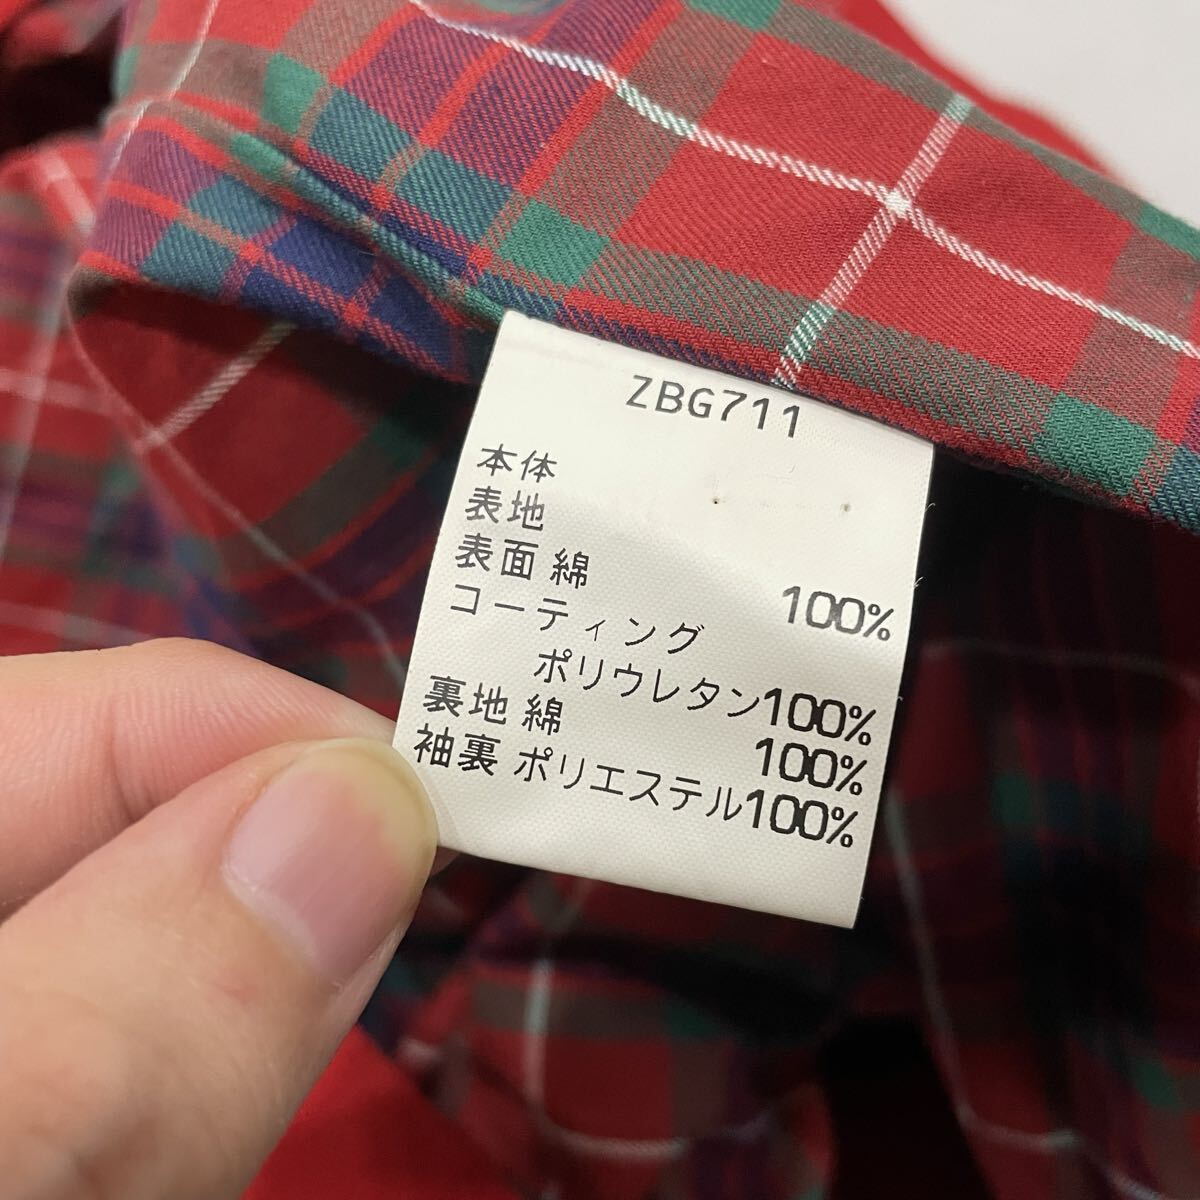 ZBG711
本体
表地
表面 綿 100%
コーティング
ポリウレタン100%
裏地 綿 100%
袖裏 ポリエステル100%